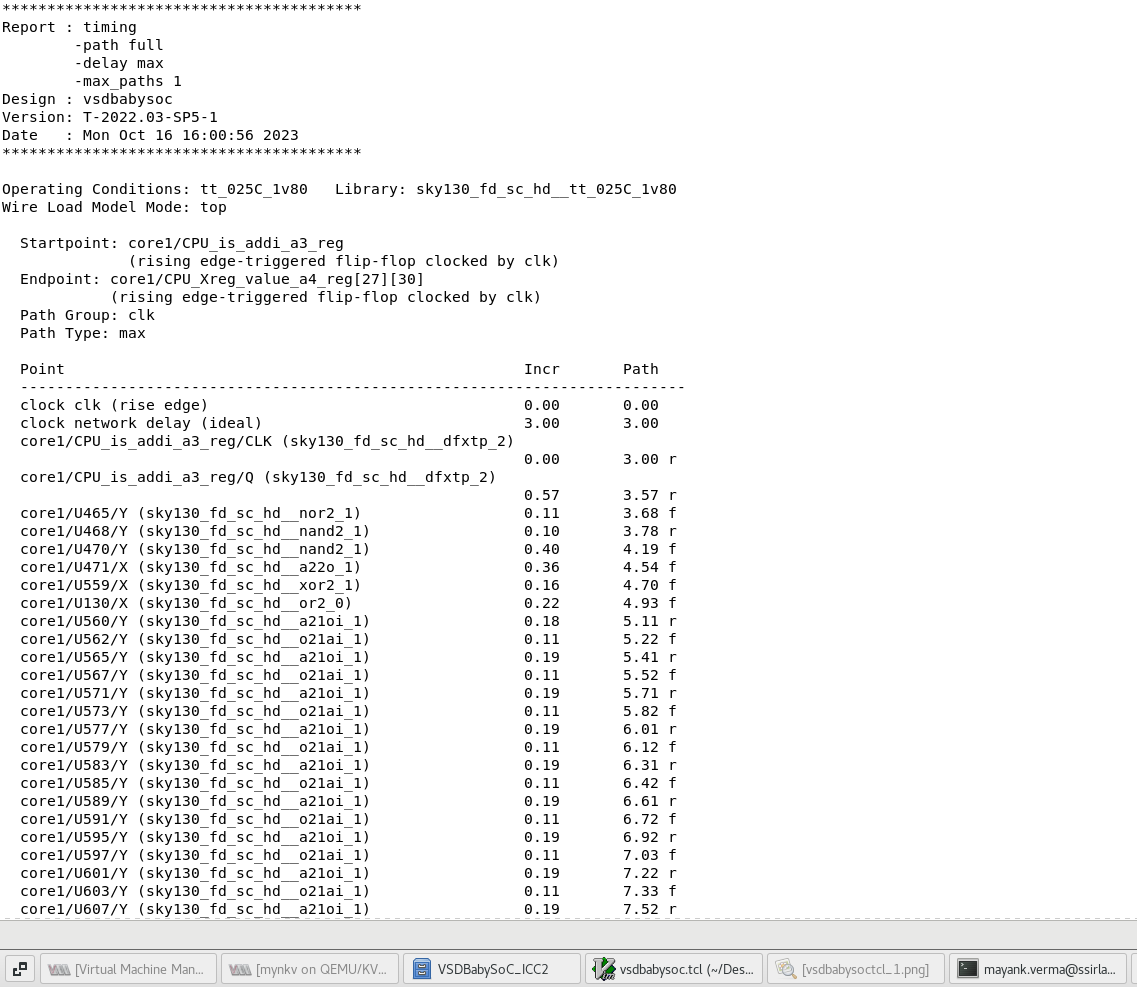 ****************************************
Report : timing
        -path full
        -delay max
        -max_paths 1
Design : vsdbabysoc
Version: T-2022.03-SP5-1
Date   : Mon Oct 16 16:00:56 2023
****************************************

Operating Conditions: tt_025C_1v80   Library: sky130_fd_sc_hd__tt_025C_1v80
Wire Load Model Mode: top

  Startpoint: core1/CPU_is_addi_a3_reg
              (rising edge-triggered flip-flop clocked by clk)
  Endpoint: core1/CPU_Xreg_value_a4_reg[27][30]
            (rising edge-triggered flip-flop clocked by clk)
  Path Group: clk
  Path Type: max

  Point                                                   Incr       Path
  --------------------------------------------------------------------------
  clock clk (rise edge)                                   0.00       0.00
  clock network delay (ideal)                             3.00       3.00
  core1/CPU_is_addi_a3_reg/CLK (sky130_fd_sc_hd__dfxtp_2)
                                                          0.00       3.00 r
  core1/CPU_is_addi_a3_reg/Q (sky130_fd_sc_hd__dfxtp_2)
                                                          0.57       3.57 r
  core1/U465/Y (sky130_fd_sc_hd__nor2_1)                  0.11       3.68 f
  core1/U468/Y (sky130_fd_sc_hd__nand2_1)                 0.10       3.78 r
  core1/U470/Y (sky130_fd_sc_hd__nand2_1)                 0.40       4.19 f
  core1/U471/X (sky130_fd_sc_hd__a22o_1)                  0.36       4.54 f
  core1/U559/X (sky130_fd_sc_hd__xor2_1)                  0.16       4.70 f
  core1/U130/X (sky130_fd_sc_hd__or2_0)                   0.22       4.93 f
  core1/U560/Y (sky130_fd_sc_hd__a21oi_1)                 0.18       5.11 r
  core1/U562/Y (sky130_fd_sc_hd__o21ai_1)                 0.11       5.22 f
  core1/U565/Y (sky130_fd_sc_hd__a21oi_1)                 0.19       5.41 r
  core1/U567/Y (sky130_fd_sc_hd__o21ai_1)                 0.11       5.52 f
  core1/U571/Y (sky130_fd_sc_hd__a21oi_1)                 0.19       5.71 r
  core1/U573/Y (sky130_fd_sc_hd__o21ai_1)                 0.11       5.82 f
  core1/U577/Y (sky130_fd_sc_hd__a21oi_1)                 0.19       6.01 r
  core1/U579/Y (sky130_fd_sc_hd__o21ai_1)                 0.11       6.12 f
  core1/U583/Y (sky130_fd_sc_hd__a21oi_1)                 0.19       6.31 r
  core1/U585/Y (sky130_fd_sc_hd__o21ai_1)                 0.11       6.42 f
  core1/U589/Y (sky130_fd_sc_hd__a21oi_1)                 0.19       6.61 r
  core1/U591/Y (sky130_fd_sc_hd__o21ai_1)                 0.11       6.72 f
  core1/U595/Y (sky130_fd_sc_hd__a21oi_1)                 0.19       6.92 r
  core1/U597/Y (sky130_fd_sc_hd__o21ai_1)                 0.11       7.03 f
  core1/U601/Y (sky130_fd_sc_hd__a21oi_1)                 0.19       7.22 r
  core1/U603/Y (sky130_fd_sc_hd__o21ai_1)                 0.11       7.33 f
  core1/U607/Y (sky130_fd_sc_hd__a21oi_1)                 0.19       7.52 r
[Virtual Machine Man... [mynkv on QEMU/KV... VSDBabySoC_ICC2 vsdbabysoc.tcl (~/Des... [vsdbabysoctcl_1.png] mayank.verma@ssirla...